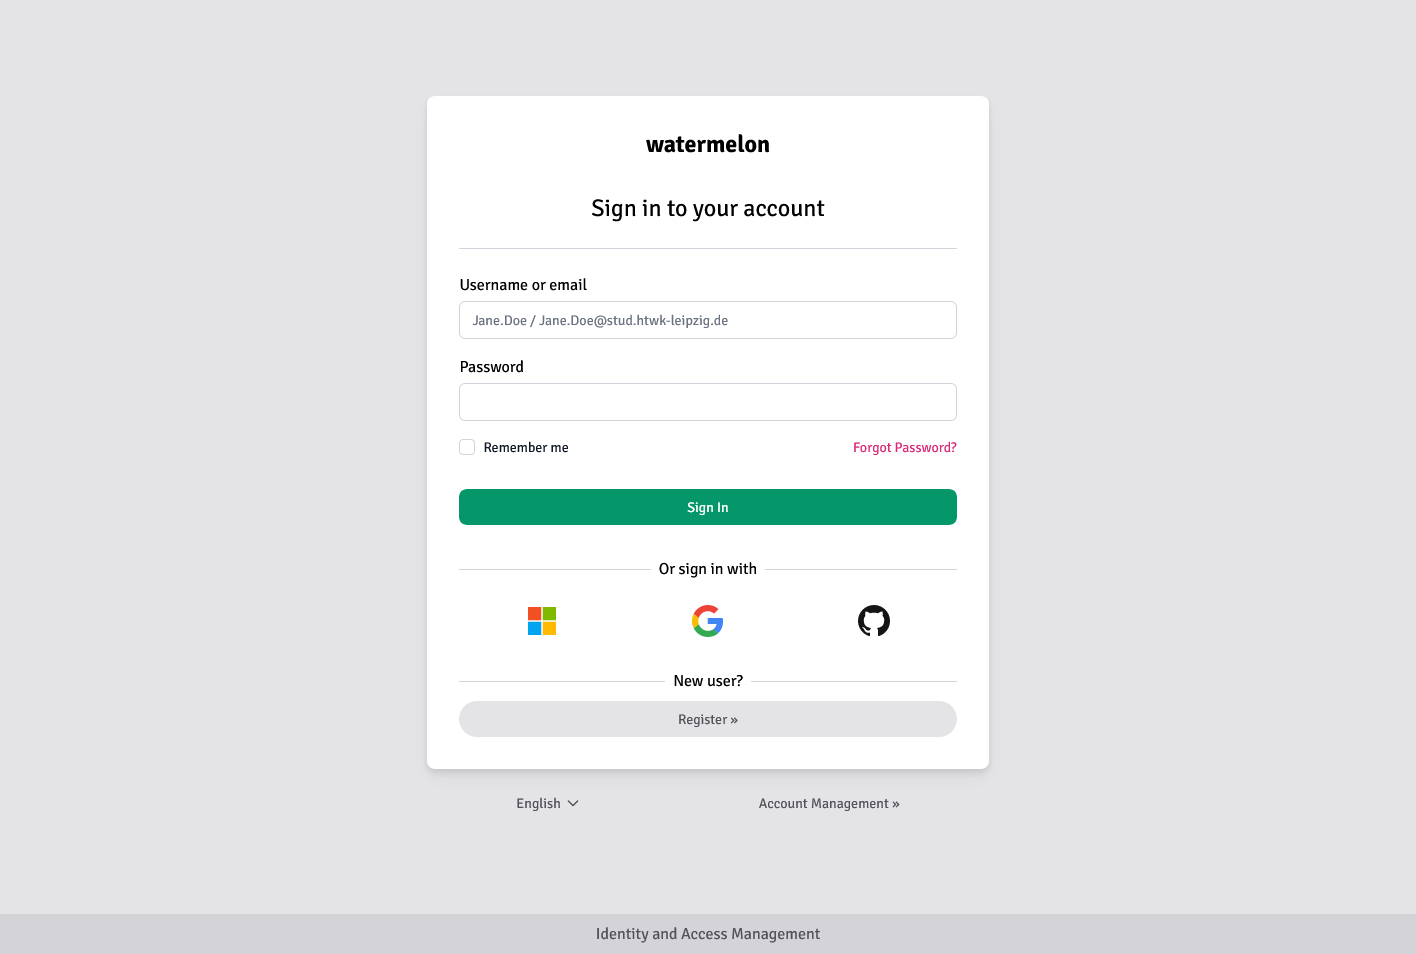 watermelon
Sign in to your account
Username or email
Jane.Doe / Jane.Doe@stud.htwk-leipzig.de
Password
Remember me
Forgot Password?
Sign In
Or sign in with
New user?
Register »
English
Account Management »
Identity and Access Management